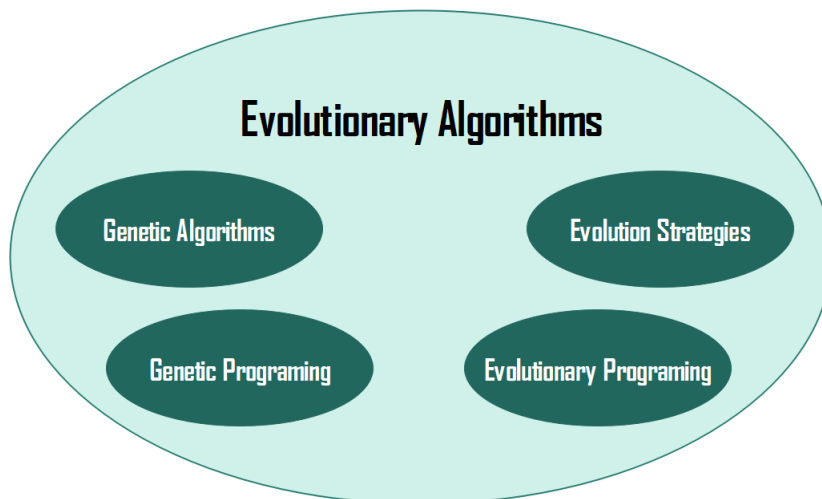 Evolutionary Algorithms
Genetic Algorithms
Evolution Strategies
Genetic Programing
Evolutionary Programing